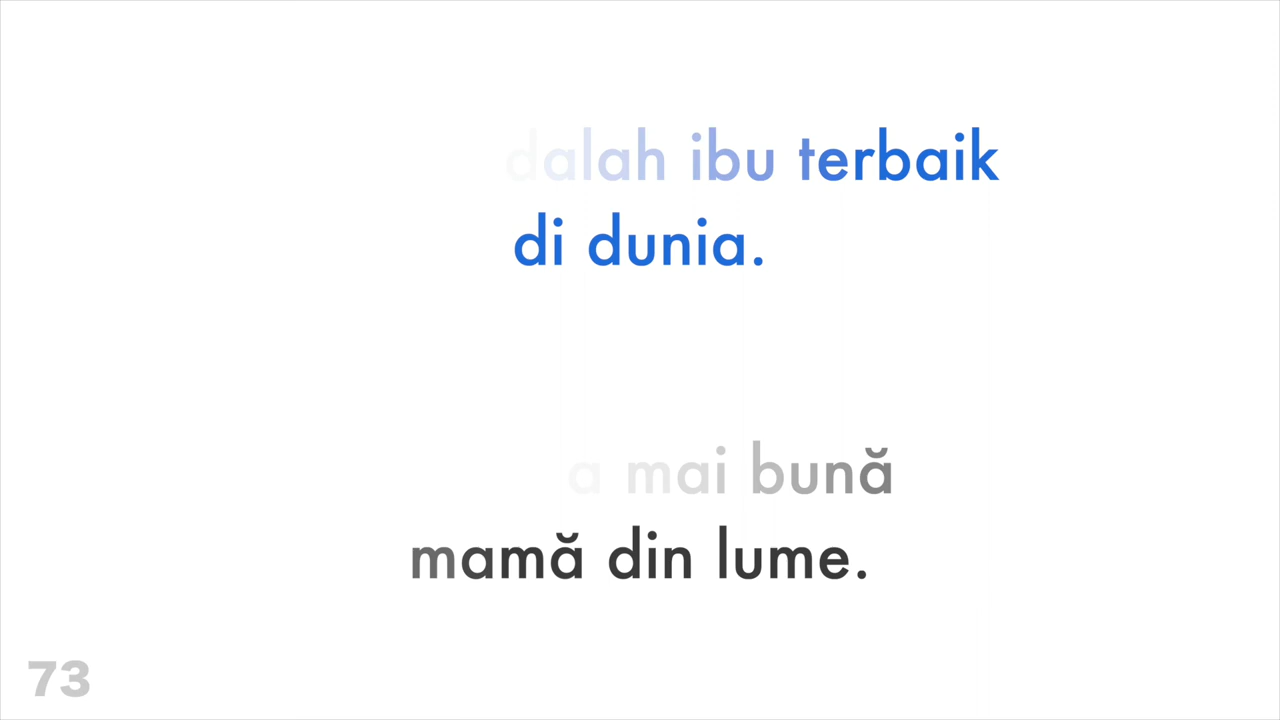 dalah ibu terbaik
di dunia.
a mai bună
mamă din lume.
73